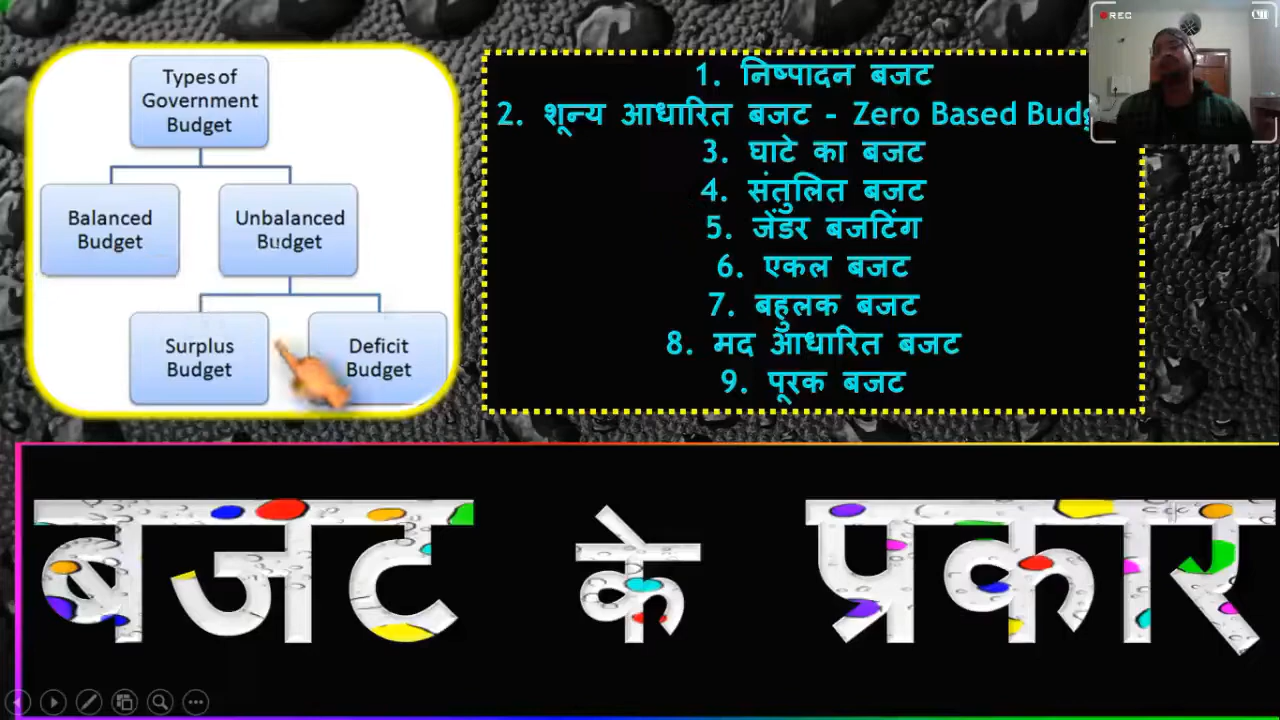 Types of
Government
Budget
Balanced
Budget
Unbalanced
Budget
Surplus
Budget
Deficit
Budget
1. निष्पादन बजट
2. शून्य आधारित बजट - Zero Based Budg
3. घाटे का बजट
4. संतुलित बजट
5. जेंडर बजटिंग
6. एकल बजट
7. बहुलक बजट
8. मद आधारित बजट
9. पूरक बजट
REC
बजट के प्रकार